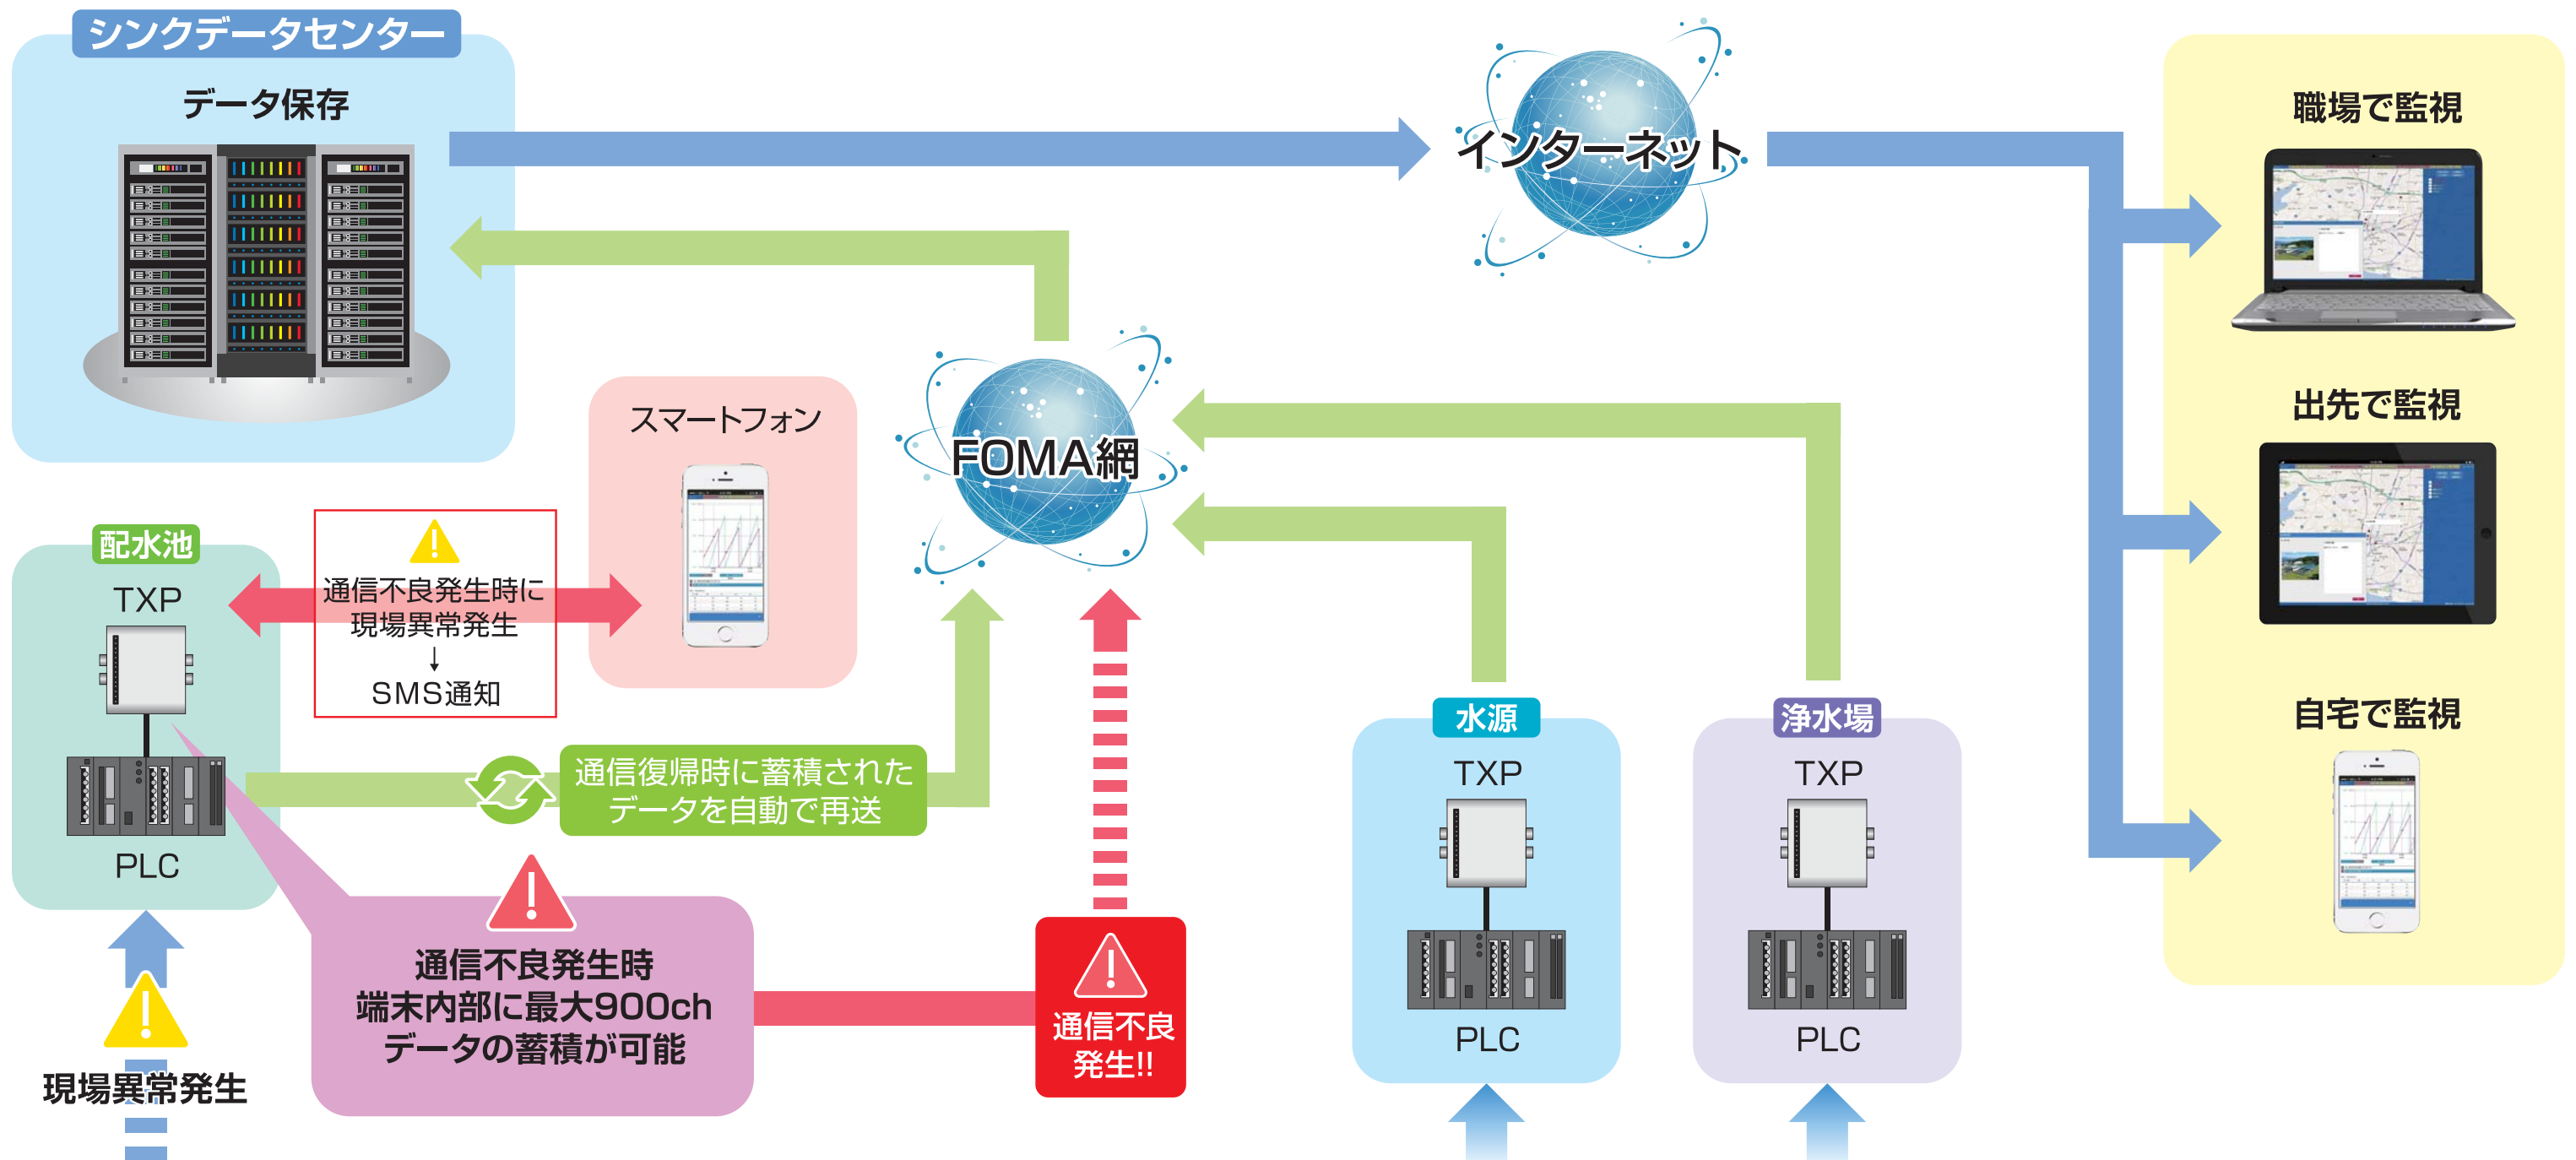 シンクデータセンター
データ保存
インターネット
職場で監視
出先で監視
自宅で監視
スマートフォン
FOMA網
配水池
TXP
PLC
通信不良発生時に
現場異常発生
↓
SMS通知
通信復帰時に蓄積された
データを自動で再送
通信不良発生時
端末内部に最大900ch
データの蓄積が可能
通信不良
発生!!
現場異常発生
水源
TXP
PLC
浄水場
TXP
PLC